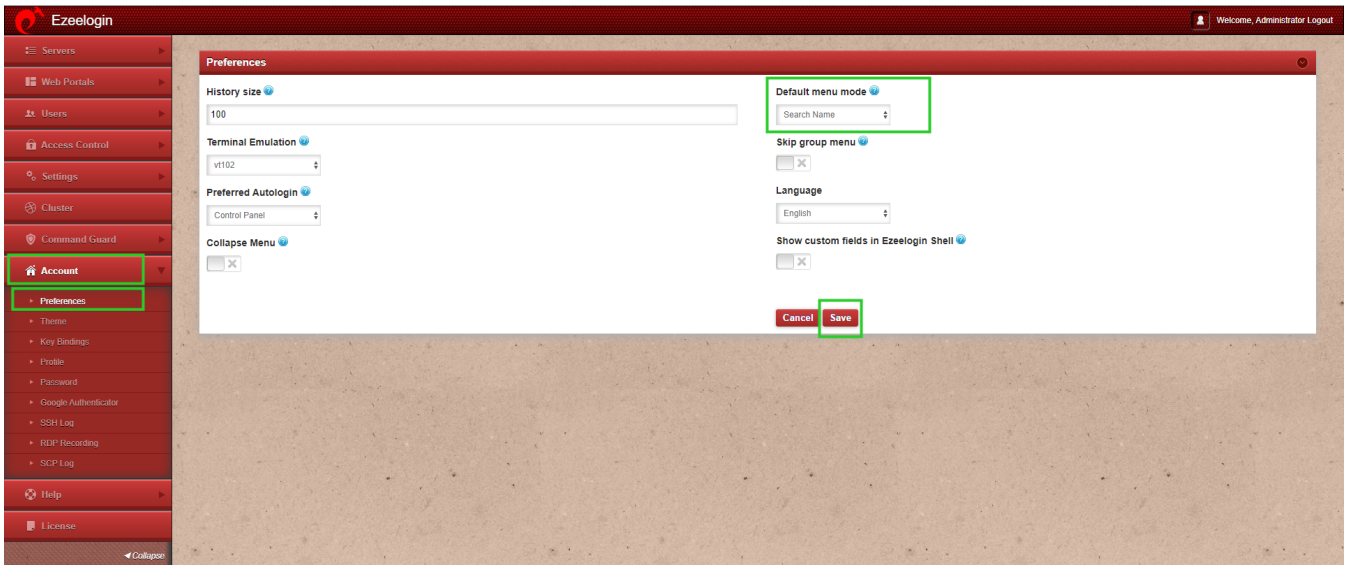 Ezeelogin
Welcome, Administrator Logout
Servers
Web Portals
Users
Access Control
Settings
Cluster
Command Guard
Account
Preferences
Theme
Key Bindings
Profile
Password
Google Authenticator
SSH Log
RDP Recording
SCP Log
Help
License
Collapse
Preferences
History size
100
Terminal Emulation
vt102
Preferred Autologin
Control Panel
Collapse Menu
Default menu mode
Search Name
Skip group menu
Language
English
Show custom fields in Ezeelogin Shell
Cancel Save